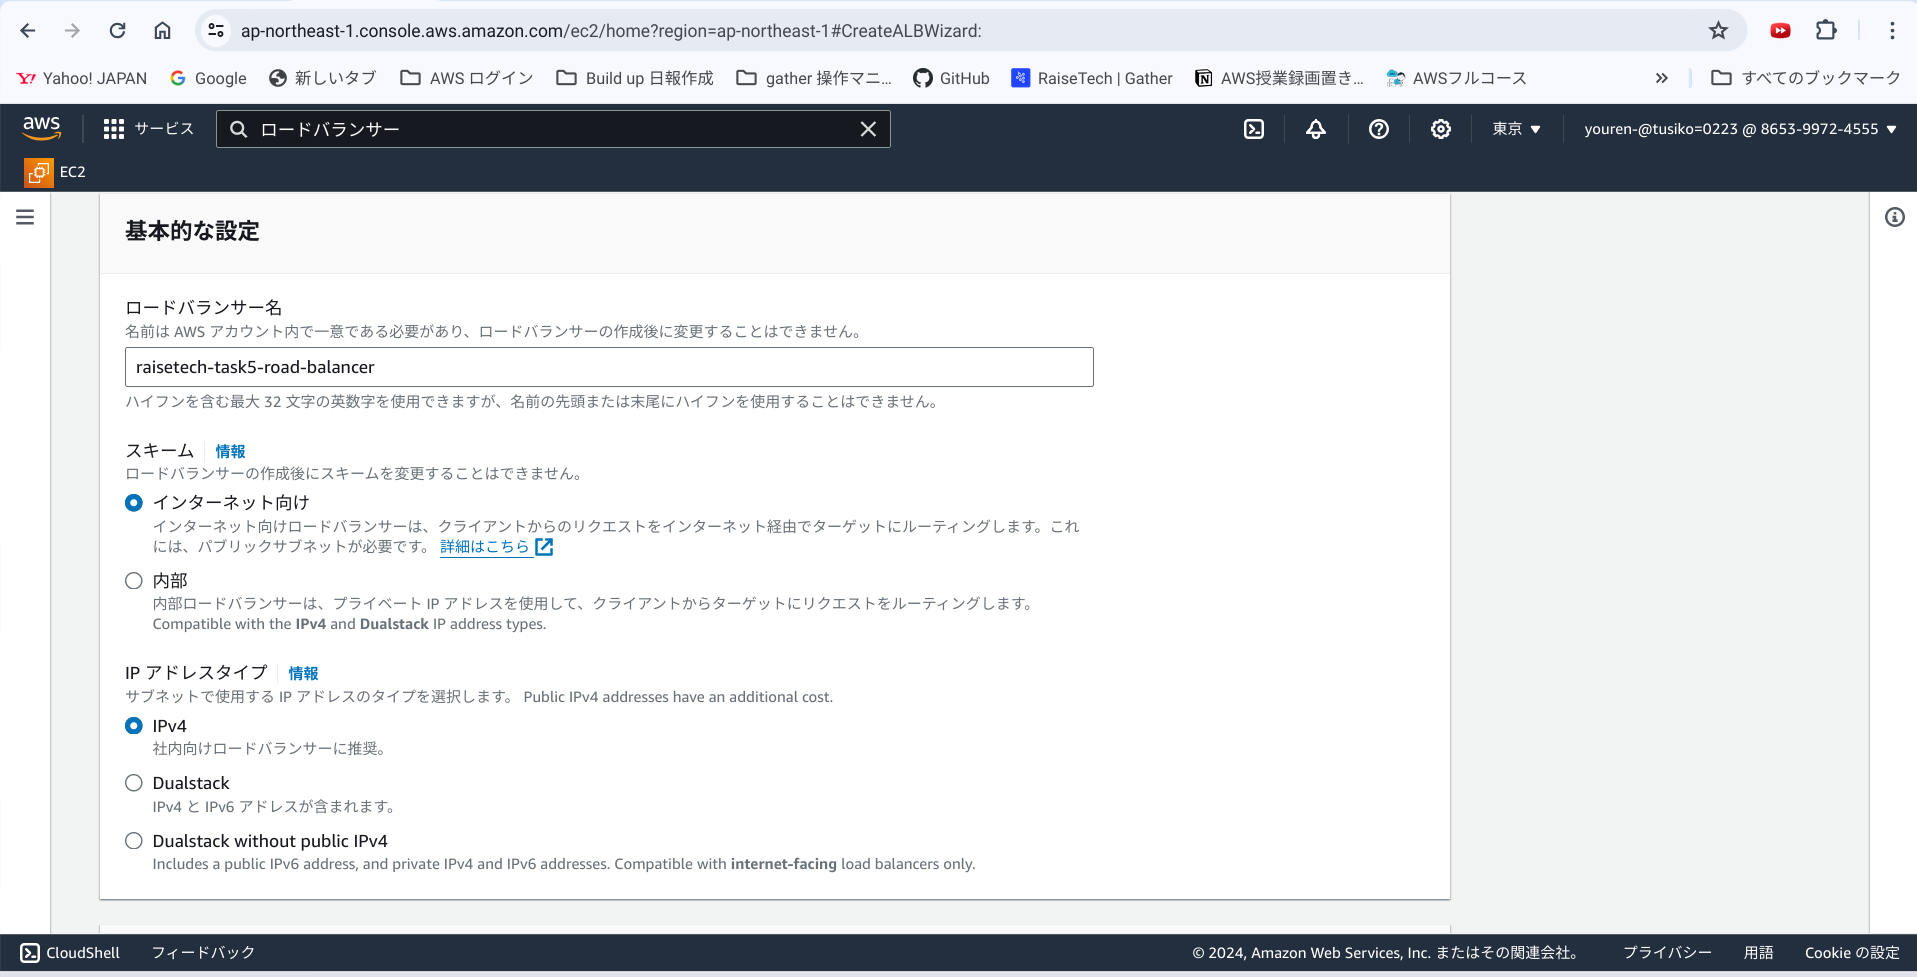 ap-northeast-1.console.aws.amazon.com/ec2/home?region=ap-northeast-1#CreateALBWizard:
Yahoo! JAPAN Google 新しいタブ AWS ログイン Build up 日報作成 gather 操作マニ... GitHub RaiseTech | Gather AWS授業録画置き... AWSフルコース » すべてのブックマーク
aws サービス ロードバランサー 東京 youren-@tusiko=0223 @ 8653-9972-4555
EC2
基本的な設定
ロードバランサー名
名前は AWS アカウント内で一意である必要があり、ロードバランサーの作成後に変更することはできません。
raisetech-task5-road-balancer
ハイフンを含む最大 32 文字の英数字を使用できますが、名前の先頭または末尾にハイフンを使用することはできません。
スキーム 情報
ロードバランサーの作成後にスキームを変更することはできません。
インターネット向け
インターネット向けロードバランサーは、クライアントからのリクエストをインターネット経由でターゲットにルーティングします。これ
には、パブリックサブネットが必要です。 詳細はこちら
内部
内部ロードバランサーは、プライベート IP アドレスを使用して、クライアントからターゲットにリクエストをルーティングします。
Compatible with the IPv4 and Dualstack IP address types.
IP アドレスタイプ 情報
サブネットで使用する IP アドレスのタイプを選択します。 Public IPv4 addresses have an additional cost.
IPv4
社内向けロードバランサーに推奨。
Dualstack
IPv4 と IPv6 アドレスが含まれます。
Dualstack without public IPv4
Includes a public IPv6 address, and private IPv4 and IPv6 addresses. Compatible with internet-facing load balancers only.
CloudShell フィードバック © 2024, Amazon Web Services, Inc. またはその関連会社。 プライバシー 用語 Cookie の設定